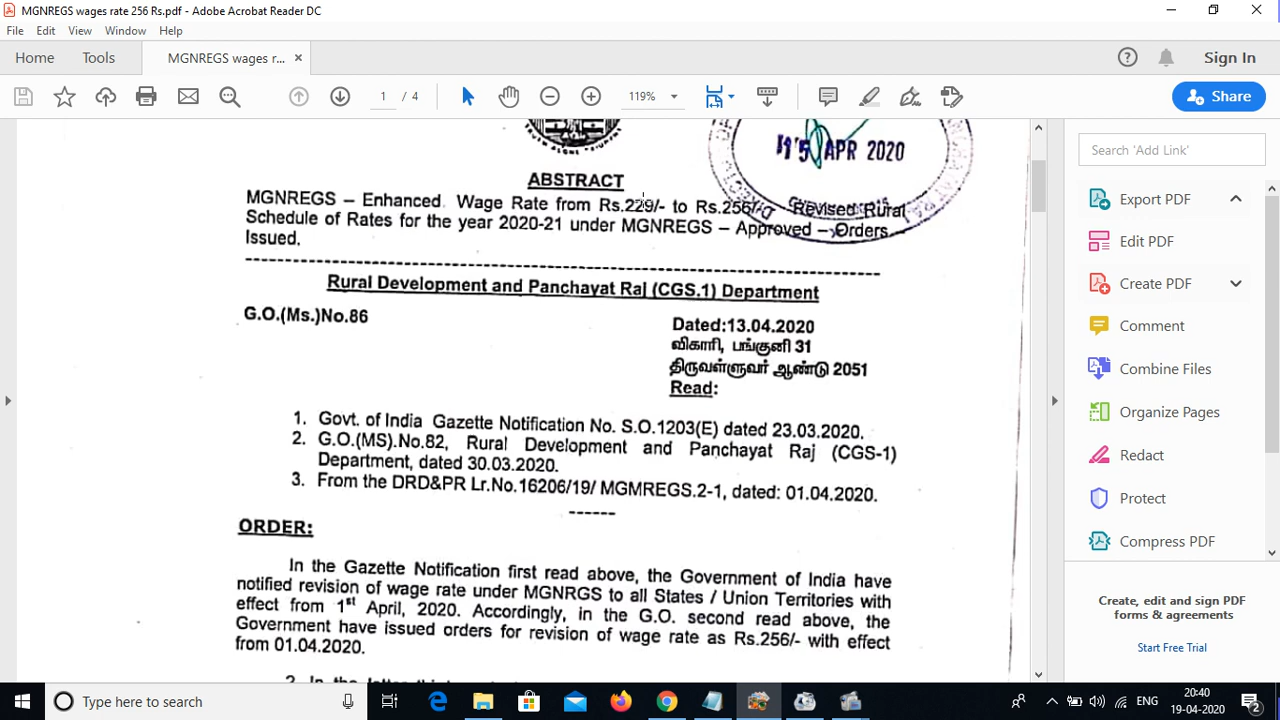 MGNREGS wages rate 256 Rs.pdf - Adobe Acrobat Reader DC
File Edit View Window Help
Home Tools MGNREGS wages r... × Sign In
1 / 4 119% Share
TRUTH ALONE TRIUMPHS
15 APR 2020
ABSTRACT
MGNREGS – Enhanced Wage Rate from Rs.229/- to Rs.256/- – Revised Rural
Schedule of Rates for the year 2020-21 under MGNREGS – Approved – Orders
Issued.
Rural Development and Panchayat Raj (CGS.1) Department
G.O.(Ms.)No.86
Dated:13.04.2020
விகாரி, பங்குனி 31
திருவள்ளுவர் ஆண்டு 2051
Read:
1. Govt. of India Gazette Notification No. S.O.1203(E) dated 23.03.2020.
2. G.O.(MS).No.82, Rural Development and Panchayat Raj (CGS-1)
Department, dated 30.03.2020.
3. From the DRD&PR Lr.No.16206/19/ MGMREGS.2-1, dated: 01.04.2020.
ORDER:
In the Gazette Notification first read above, the Government of India have
notified revision of wage rate under MGNRGS to all States / Union Territories with
effect from 1st April, 2020. Accordingly, in the G.O. second read above, the
Government have issued orders for revision of wage rate as Rs.256/- with effect
from 01.04.2020.
Search 'Add Link'
Export PDF
Edit PDF
Create PDF
Comment
Combine Files
Organize Pages
Redact
Protect
Compress PDF
Create, edit and sign PDF
forms & agreements
Start Free Trial
Type here to search
ENG
20:40
19-04-2020
2